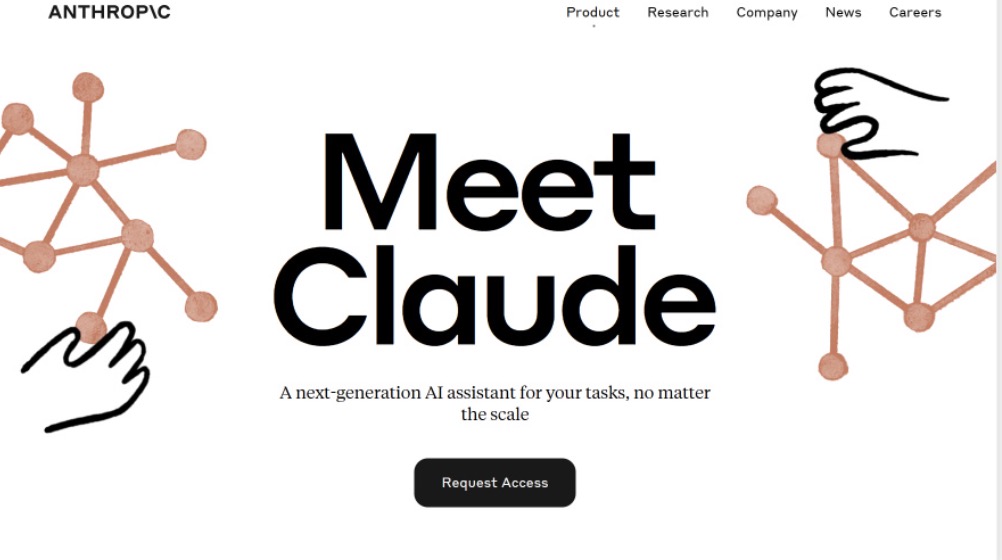 ANTHROP\C
Product Research Company News Careers
Meet
Claude
A next-generation AI assistant for your tasks, no matter
the scale
Request Access